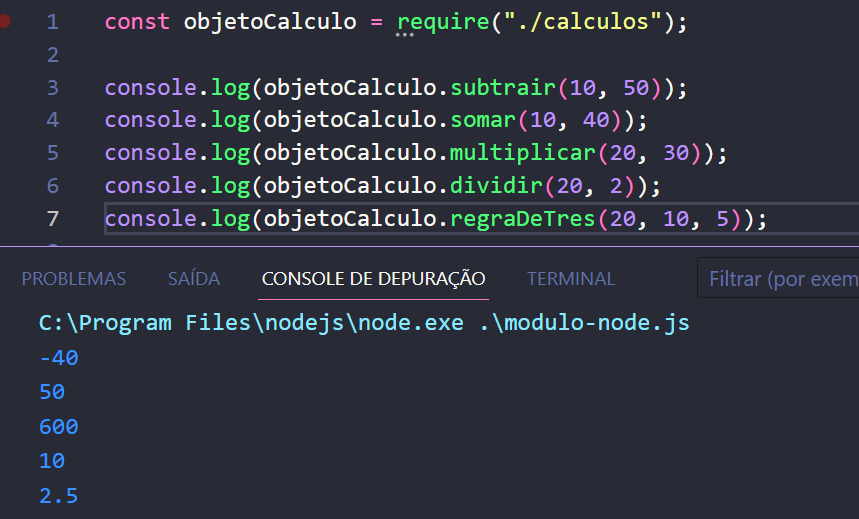 1 const objetoCalculo = require("./calculos");
2
3 console.log(objetoCalculo.subtrair(10, 50));
4 console.log(objetoCalculo.somar(10, 40));
5 console.log(objetoCalculo.multiplicar(20, 30));
6 console.log(objetoCalculo.dividir(20, 2));
7 console.log(objetoCalculo.regraDeTres(20, 10, 5));
PROBLEMAS SAÍDA CONSOLE DE DEPURAÇÃO TERMINAL Filtrar (por exem
C:\Program Files\nodejs\node.exe .\modulo-node.js
-40
50
600
10
2.5